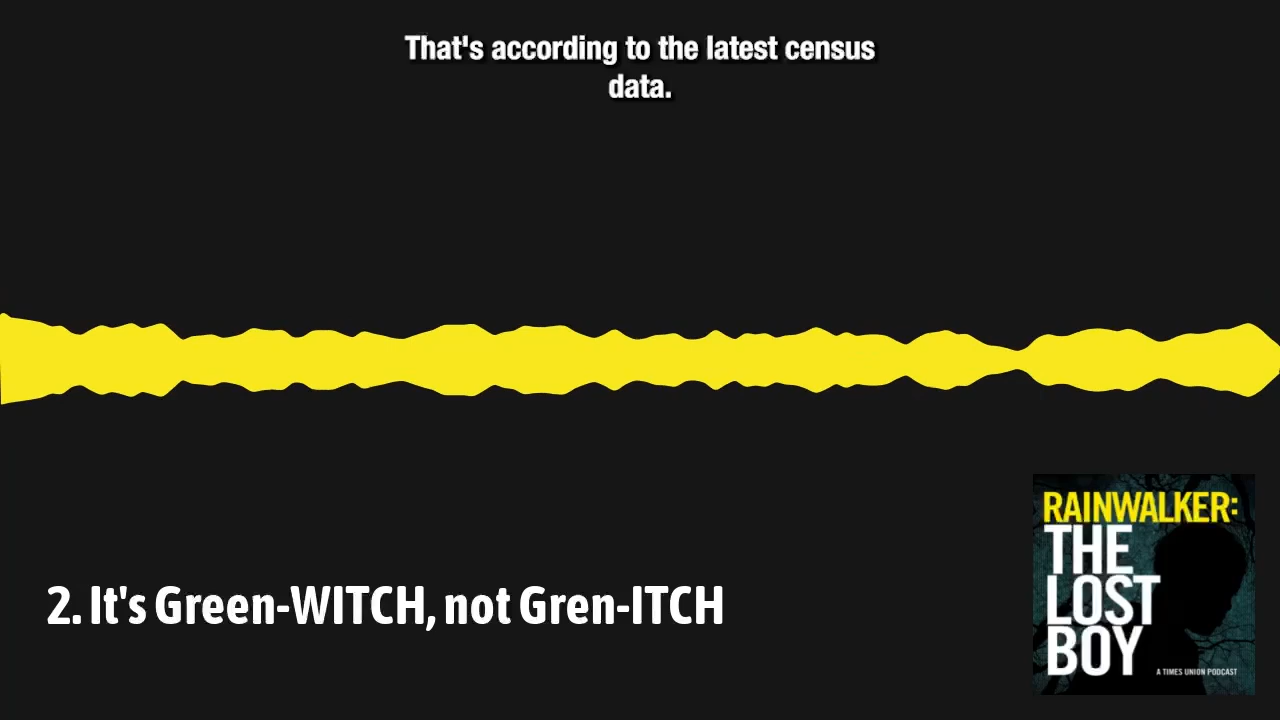 That's according to the latest census
data.
2. It's Green-WITCH, not Gren-ITCH
RAINWALKER:
THE
LOST
BOY
A TIMES UNION PODCAST